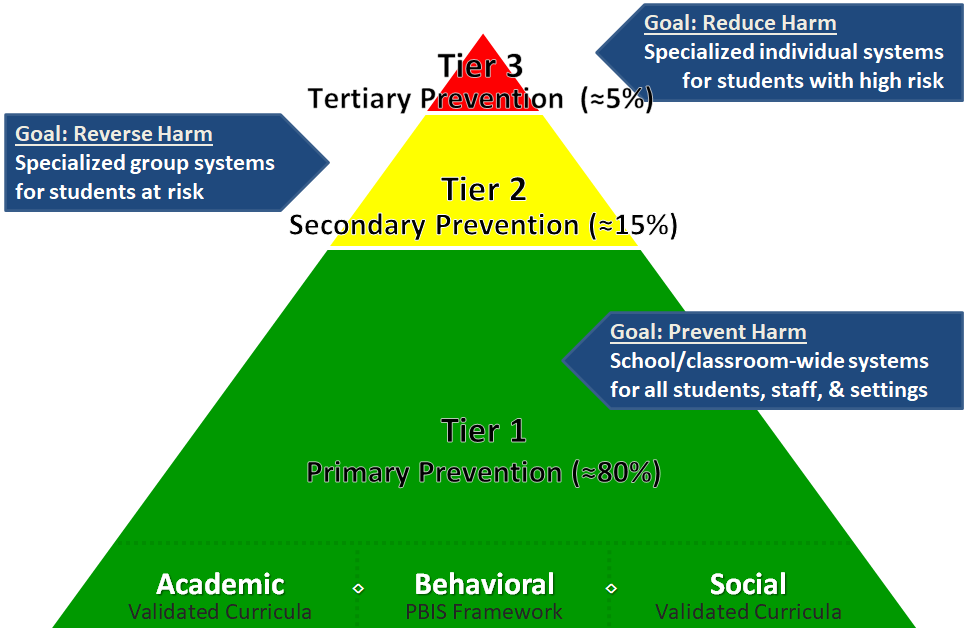 Goal: Reduce Harm
Specialized individual systems
for students with high risk
Tier 3
Tertiary Prevention (≈5%)
Goal: Reverse Harm
Specialized group systems
for students at risk
Tier 2
Secondary Prevention (≈15%)
Goal: Prevent Harm
School/classroom-wide systems
for all students, staff, & settings
Tier 1
Primary Prevention (≈80%)
Academic ⋄ Behavioral ⋄ Social
Validated Curricula PBIS Framework Validated Curricula